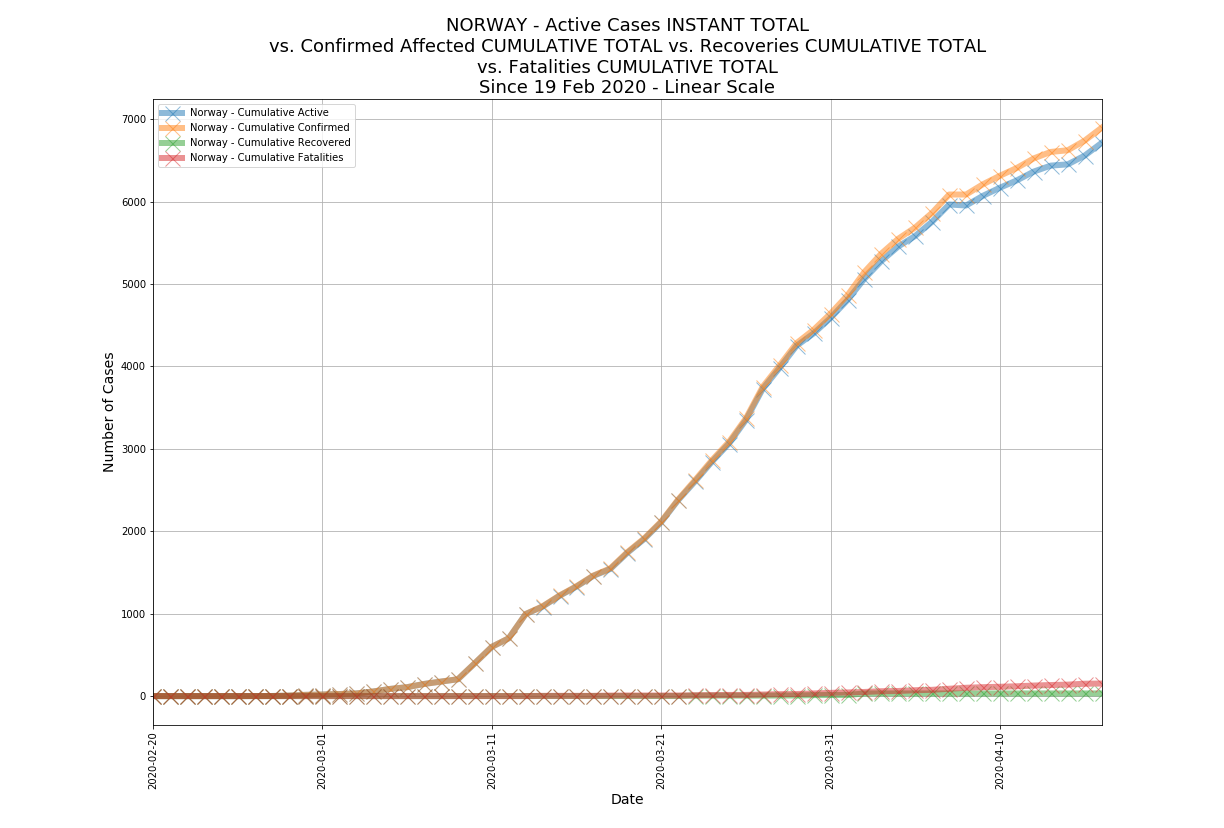 NORWAY - Active Cases INSTANT TOTAL
vs. Confirmed Affected CUMULATIVE TOTAL vs. Recoveries CUMULATIVE TOTAL
vs. Fatalities CUMULATIVE TOTAL
Since 19 Feb 2020 - Linear Scale
Norway - Cumulative Active
Norway - Cumulative Confirmed
Norway - Cumulative Recovered
Norway - Cumulative Fatalities
Number of Cases
7000
6000
5000
4000
3000
2000
1000
0
2020-02-20
2020-03-01
2020-03-11
2020-03-21
2020-03-31
2020-04-10
Date